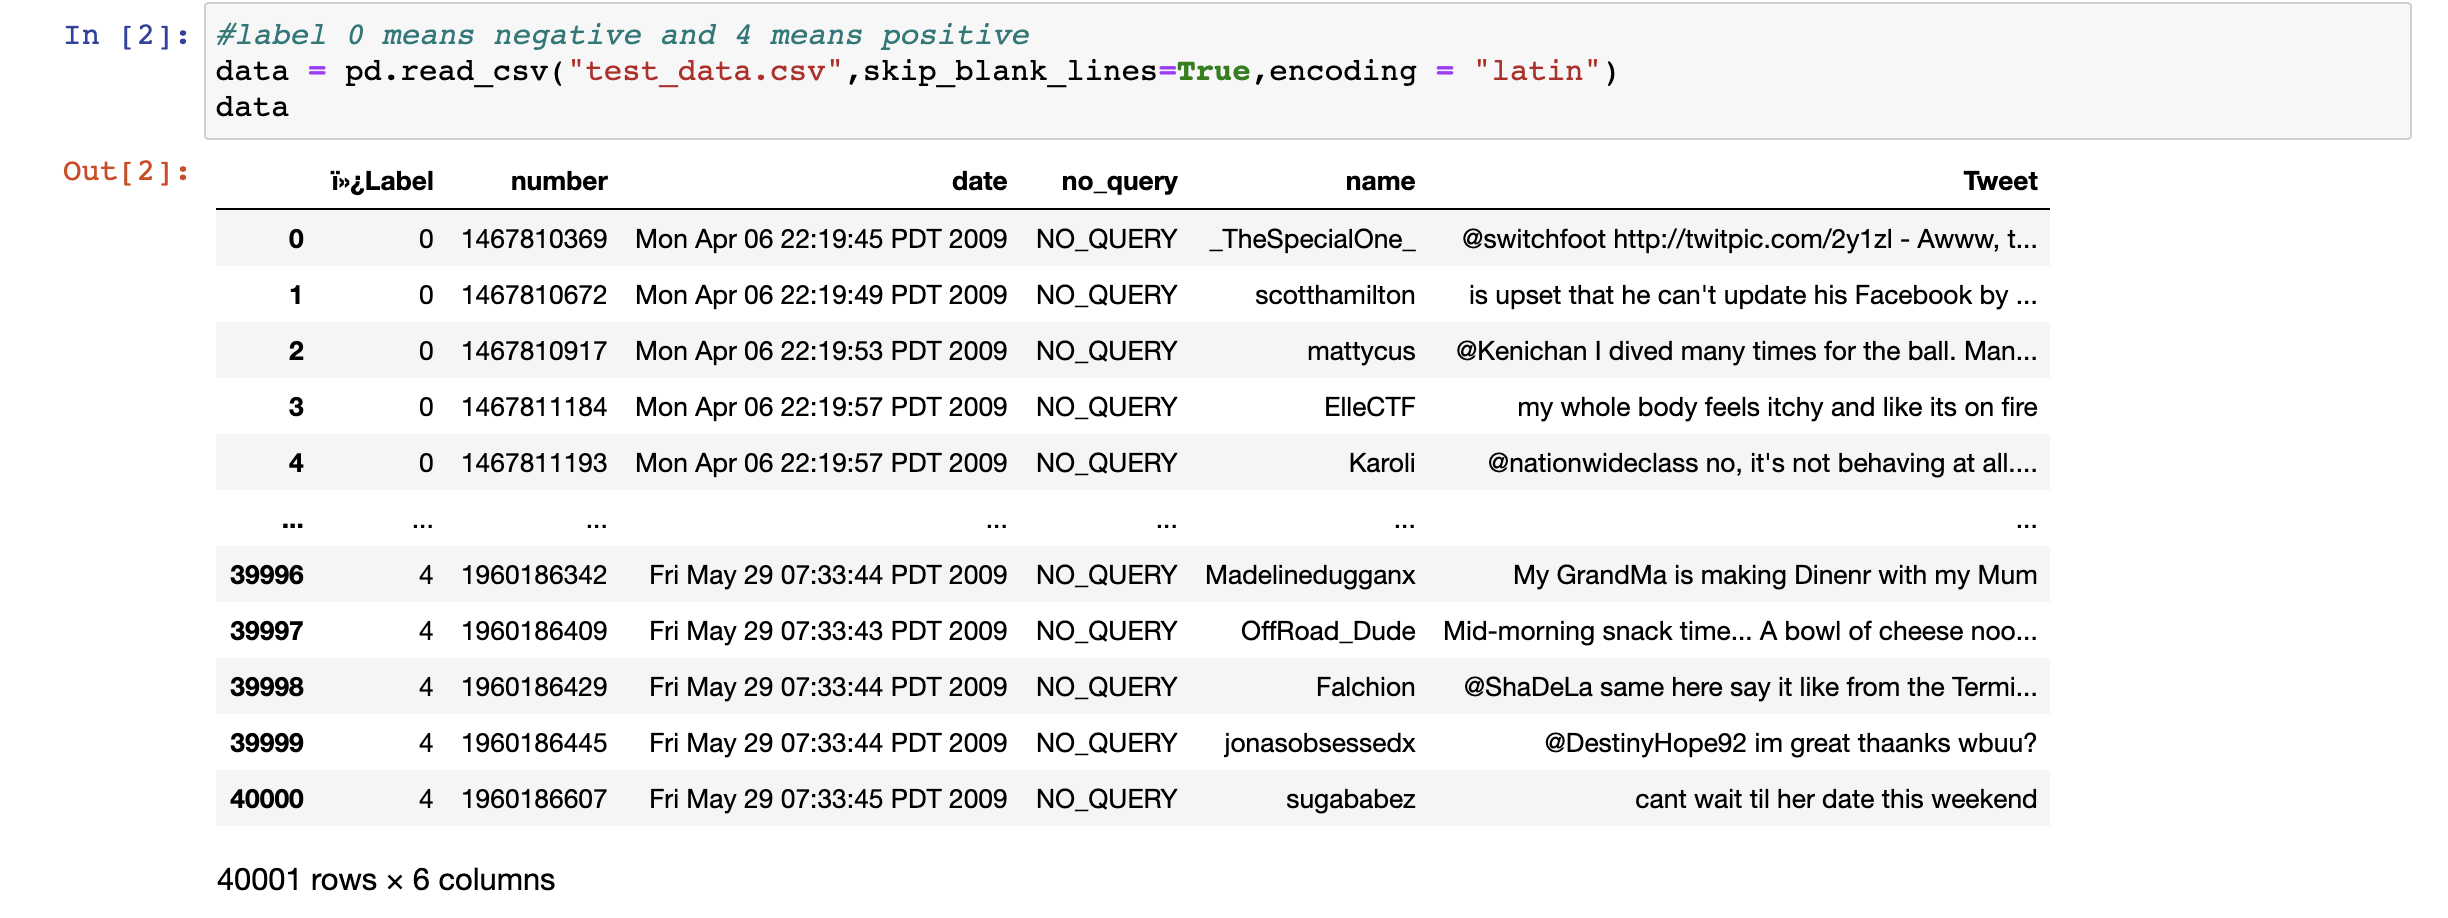 In [2]: #label 0 means negative and 4 means positive
data = pd.read_csv("test_data.csv",skip_blank_lines=True,encoding = "latin")
data
Out[2]:
ï»¿Label number date no_query name Tweet
0 0 1467810369 Mon Apr 06 22:19:45 PDT 2009 NO_QUERY _TheSpecialOne_ @switchfoot http://twitpic.com/2y1zl - Awww, t...
1 0 1467810672 Mon Apr 06 22:19:49 PDT 2009 NO_QUERY scotthamilton is upset that he can't update his Facebook by ...
2 0 1467810917 Mon Apr 06 22:19:53 PDT 2009 NO_QUERY mattycus @Kenichan I dived many times for the ball. Man...
3 0 1467811184 Mon Apr 06 22:19:57 PDT 2009 NO_QUERY ElleCTF my whole body feels itchy and like its on fire
4 0 1467811193 Mon Apr 06 22:19:57 PDT 2009 NO_QUERY Karoli @nationwideclass no, it's not behaving at all....
... ... ... ... ... ... ...
39996 4 1960186342 Fri May 29 07:33:44 PDT 2009 NO_QUERY Madelinedugganx My GrandMa is making Dinenr with my Mum
39997 4 1960186409 Fri May 29 07:33:43 PDT 2009 NO_QUERY OffRoad_Dude Mid-morning snack time... A bowl of cheese noo...
39998 4 1960186429 Fri May 29 07:33:44 PDT 2009 NO_QUERY Falchion @ShaDeLa same here say it like from the Termi...
39999 4 1960186445 Fri May 29 07:33:44 PDT 2009 NO_QUERY jonasobsessedx @DestinyHope92 im great thaanks wbuu?
40000 4 1960186607 Fri May 29 07:33:45 PDT 2009 NO_QUERY sugababez cant wait til her date this weekend
40001 rows × 6 columns